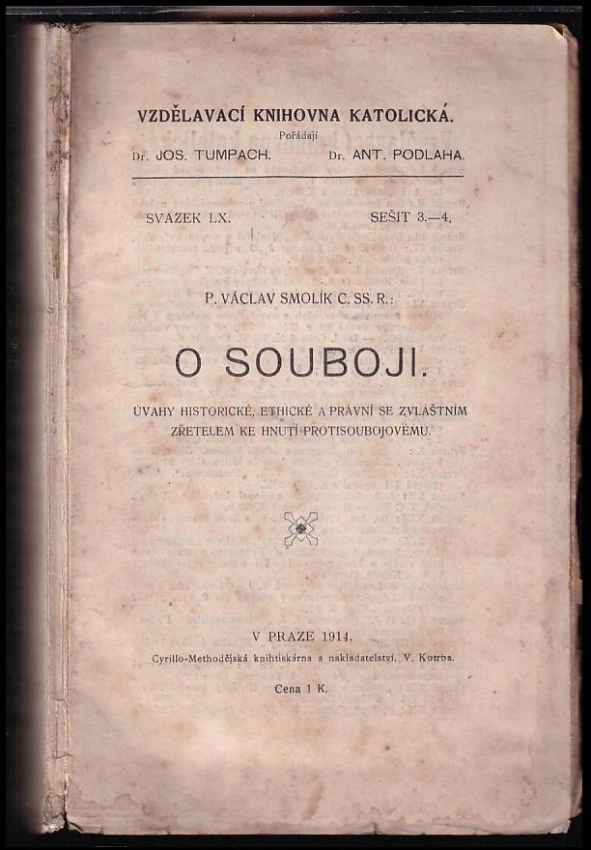 VZDĚLAVACÍ KNIHOVNA KATOLICKÁ.
Pořádají
Dr. JOS. TUMPACH. Dr. ANT. PODLAHA.
SVAZEK LX. SEŠIT 3.—4.
P. VÁCLAV SMOLÍK C. SS. R.:
O SOUBOJI.
ÚVAHY HISTORICKÉ, ETHICKÉ A PRÁVNÍ SE ZVLÁŠTNÍM
ZŘETELEM KE HNUTÍ PROTISOUBOJOVÉMU.
V PRAZE 1914.
Cyrillo-Methodějská knihtiskárna a nakladatelství. V. Kotrba.
Cena 1 K.